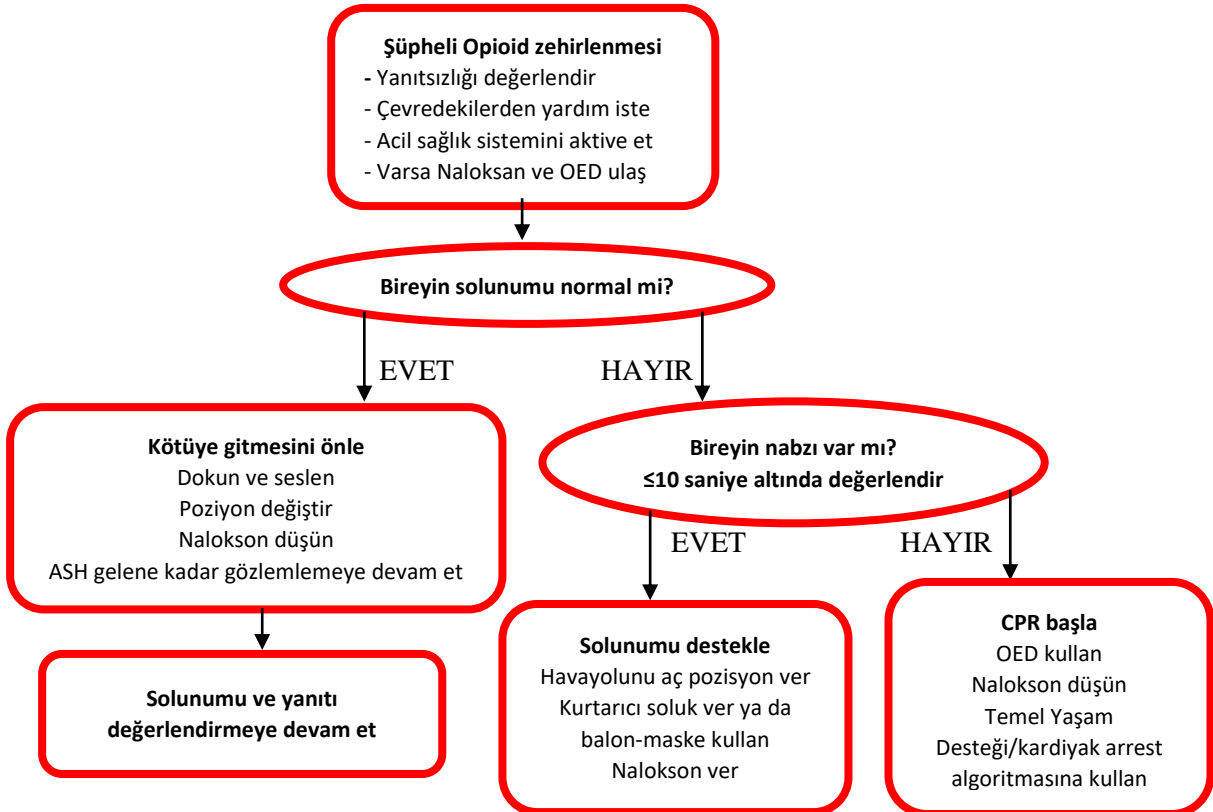 Şüpheli Opioid zehirlenmesi
- Yanıtsızlığı değerlendir
- Çevredekilerden yardım iste
- Acil sağlık sistemini aktive et
- Varsa Naloksan ve OED ulaş
Bireyin solunumu normal mi?
EVET
HAYIR
Kötüye gitmesini önle
Dokun ve seslen
Poziyon değiştir
Nalokson düşün
ASH gelene kadar gözlemlemeye devam et
Bireyin nabzı var mı?
≤10 saniye altında değerlendir
EVET
HAYIR
Solunumu ve yanıtı
değerlendirmeye devam et
Solunumu destekle
Havayolunu aç pozisyon ver
Kurtarıcı soluk ver ya da
balon-maske kullan
Nalokson ver
CPR başla
OED kullan
Nalokson düşün
Temel Yaşam
Desteği/kardiyak arrest
algoritmasına kullan